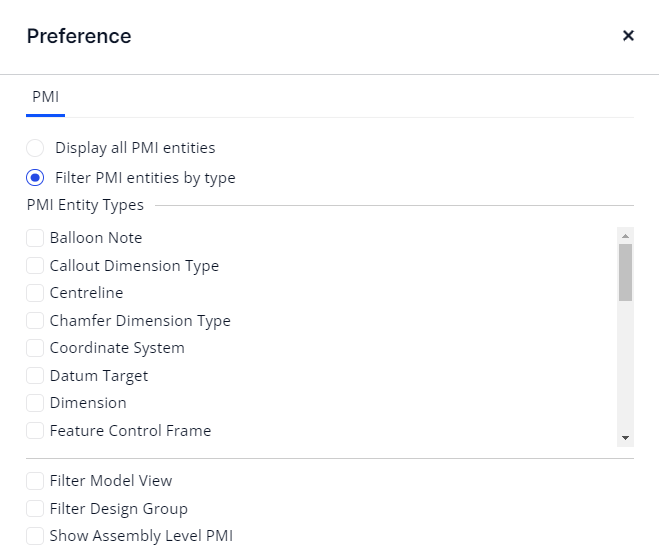 Preference
PMI
Display all PMI entities
Filter PMI entities by type
PMI Entity Types
Balloon Note
Callout Dimension Type
Centreline
Chamfer Dimension Type
Coordinate System
Datum Target
Dimension
Feature Control Frame
Filter Model View
Filter Design Group
Show Assembly Level PMI